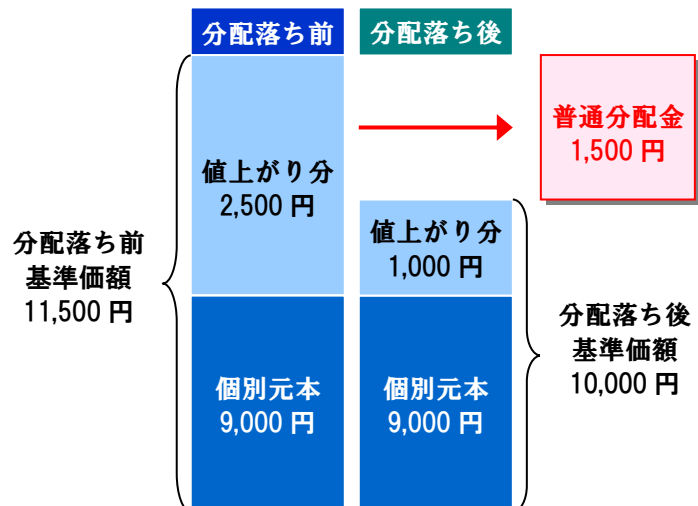 分配落ち前
分配落ち後
普通分配金
1,500 円
値上がり分
2,500 円
値上がり分
1,000 円
分配落ち前
基準価額
11,500 円
分配落ち後
基準価額
10,000 円
個別元本
9,000 円
個別元本
9,000 円